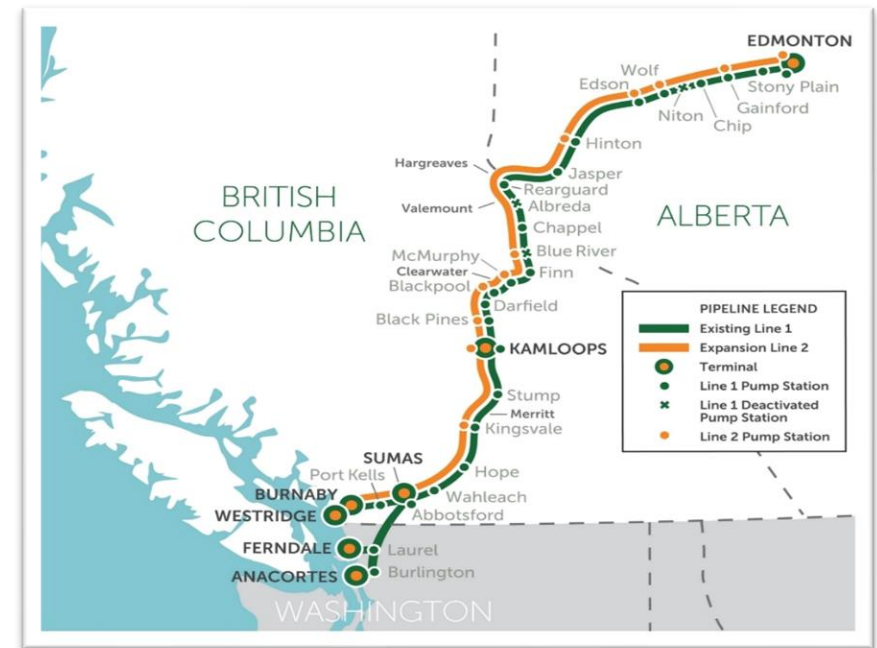 EDMONTON
Wolf
Edson
Stony Plain
Gainford
Niton
Chip
Hinton
Hargreaves
Jasper
Rearguard
BRITISH
COLUMBIA
Valemount
Albreda
ALBERTA
Chappel
McMurphy
Blue River
Clearwater
Finn
Blackpool
Darfield
Black Pines
KAMLOOPS
PIPELINE LEGEND
Existing Line 1
Expansion Line 2
Terminal
Line 1 Pump Station
Line 1 Deactivated
Pump Station
Line 2 Pump Station
Stump
Merritt
Kingsvale
SUMAS
Hope
Port Kells
BURNABY
Wahleach
WESTRIDGE
Abbotsford
FERNDALE
Laurel
ANACORTES
Burlington
WASHINGTON